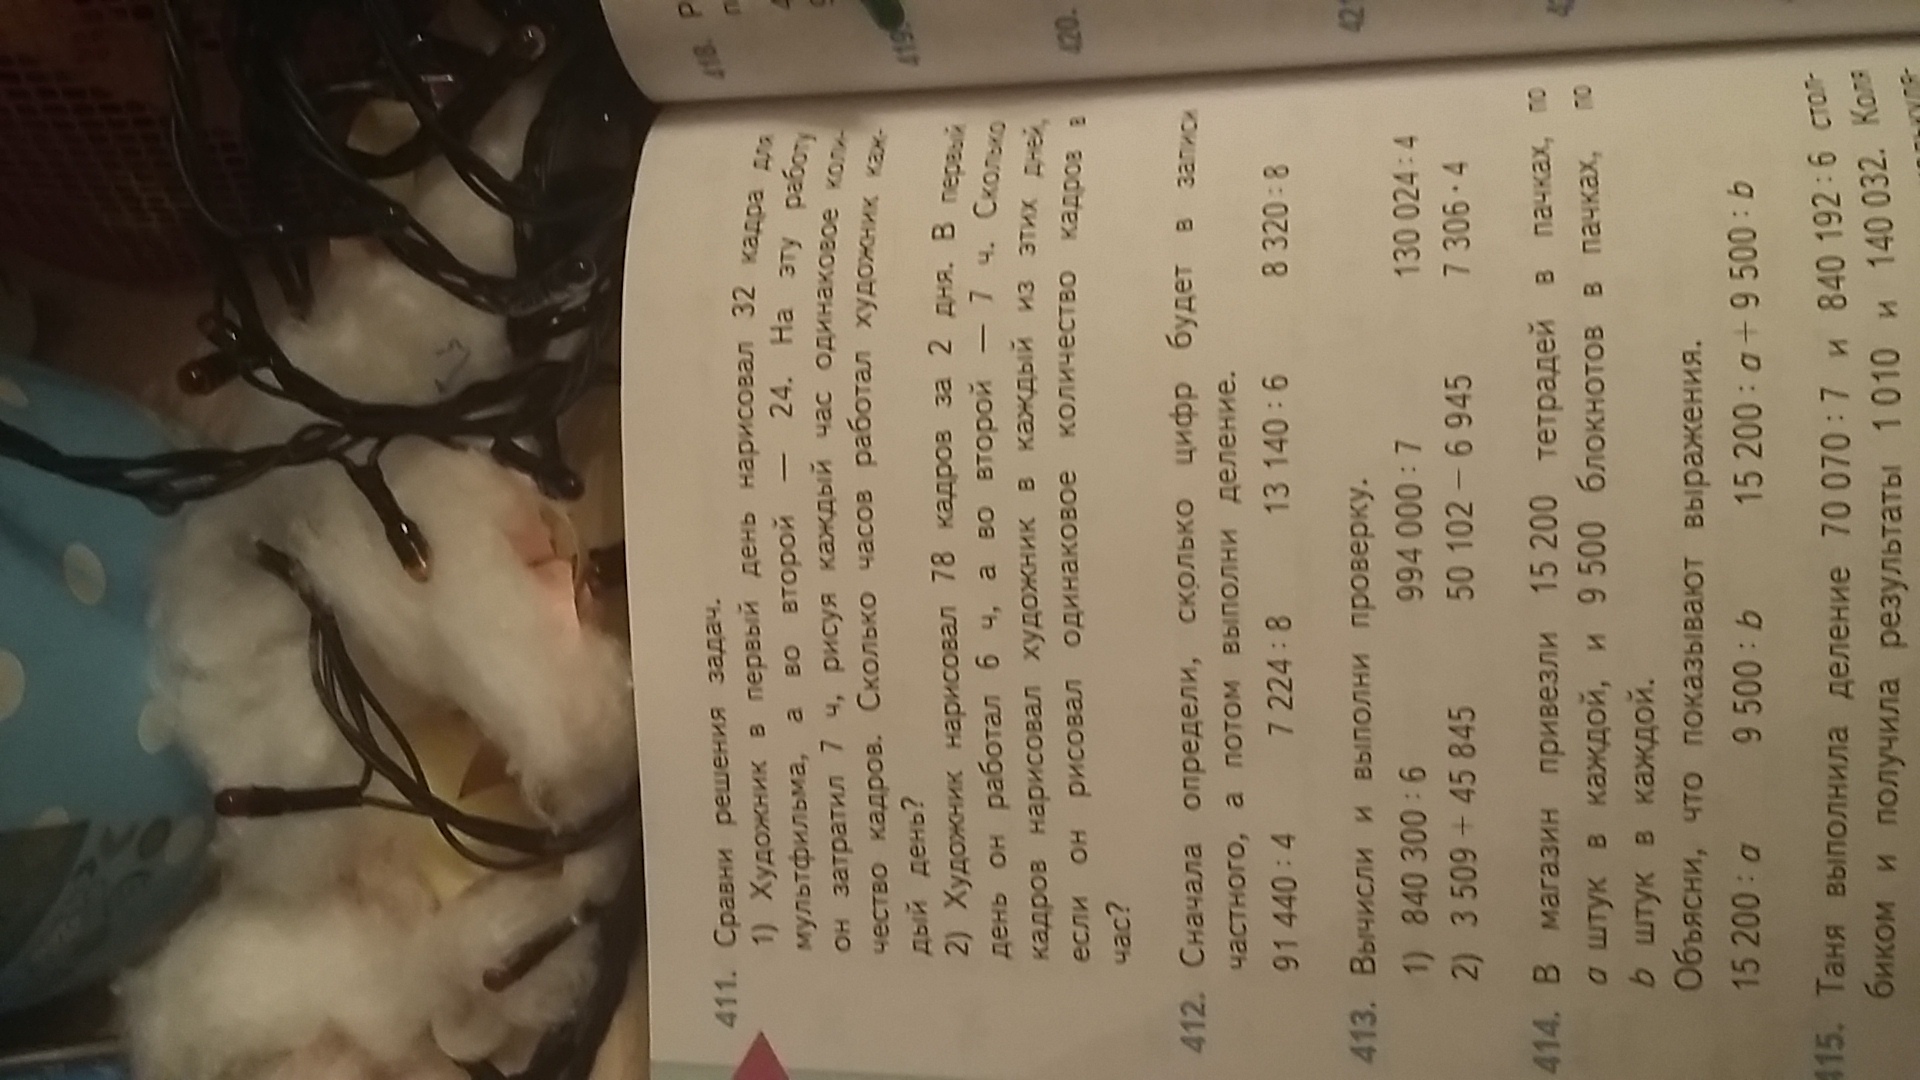 411. Сравни решения задач.
1) Художник в первый день нарисовал 32 кадра для
мультфильма, а во второй — 24. На эту работу
он затратил 7 ч, рисуя каждый час одинаковое коли-
чество кадров. Сколько часов работал художник каж-
дый день?
2) Художник нарисовал 78 кадров за 2 дня. В первый
день он работал 6 ч, а во второй — 7 ч. Сколько
кадров нарисовал художник в каждый из этих дней,
если он рисовал одинаковое количество кадров в
час?
412. Сначала определи, сколько цифр будет в записи
частного, а потом выполни деление.
91 440 : 4 7 224 : 8 13 140 : 6 8 320 : 8
413. Вычисли и выполни проверку.
1) 840 300 : 6 994 000 : 7 130 024 : 4
2) 3 509 + 45 845 50 102 − 6 945 7 306 · 4
414. В магазин привезли 15 200 тетрадей в пачках, по
a штук в каждой, и 9 500 блокнотов в пачках, по
b штук в каждой.
Объясни, что показывают выражения.
15 200 : a 9 500 : b 15 200 : a + 9 500 : b
415. Таня выполнила деление 70 070 : 7 и 840 192 : 6 стол-
биком и получила результаты 1 010 и 140 032. Коля
418. Р
419.
420.
421